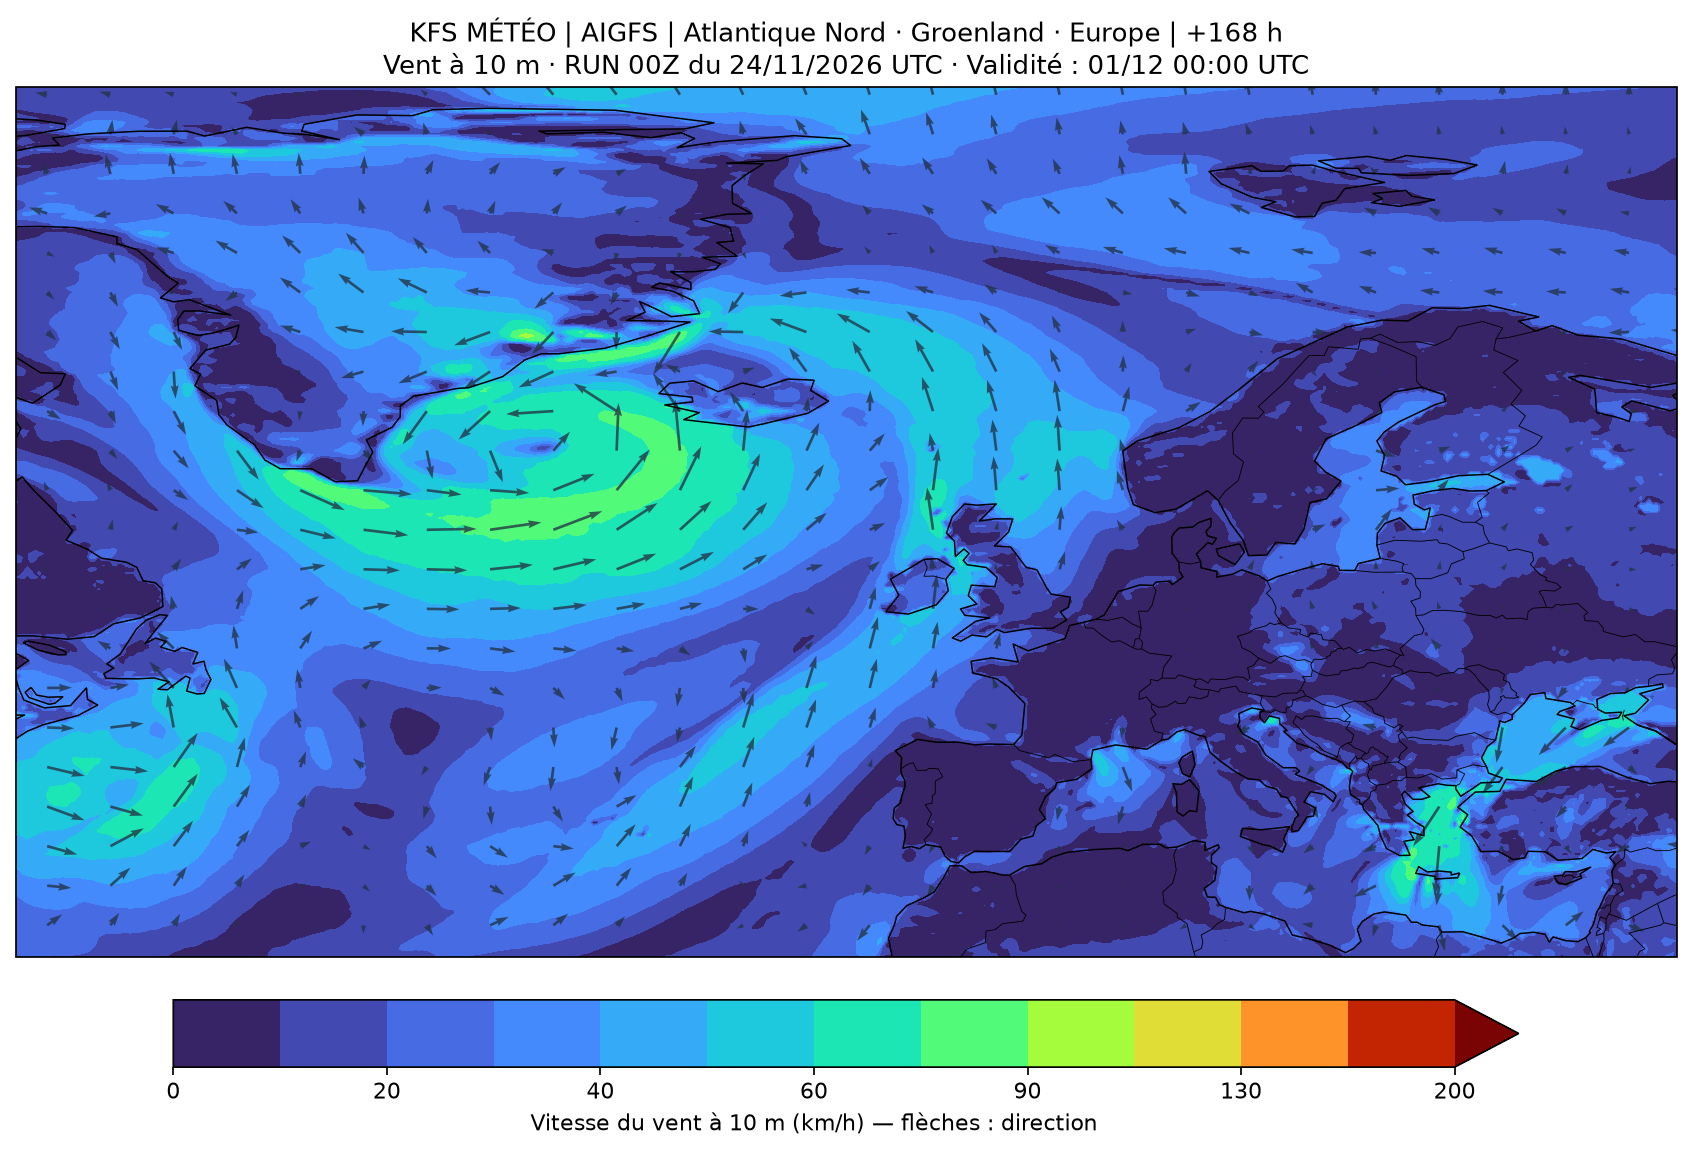 KFS MÉTÉO | AIGFS | Atlantique Nord · Groenland · Europe | +168 h
Vent à 10 m · RUN 00Z du 24/11/2026 UTC · Validité : 01/12 00:00 UTC
0 20 40 60 90 130 200
Vitesse du vent à 10 m (km/h) — flèches : direction